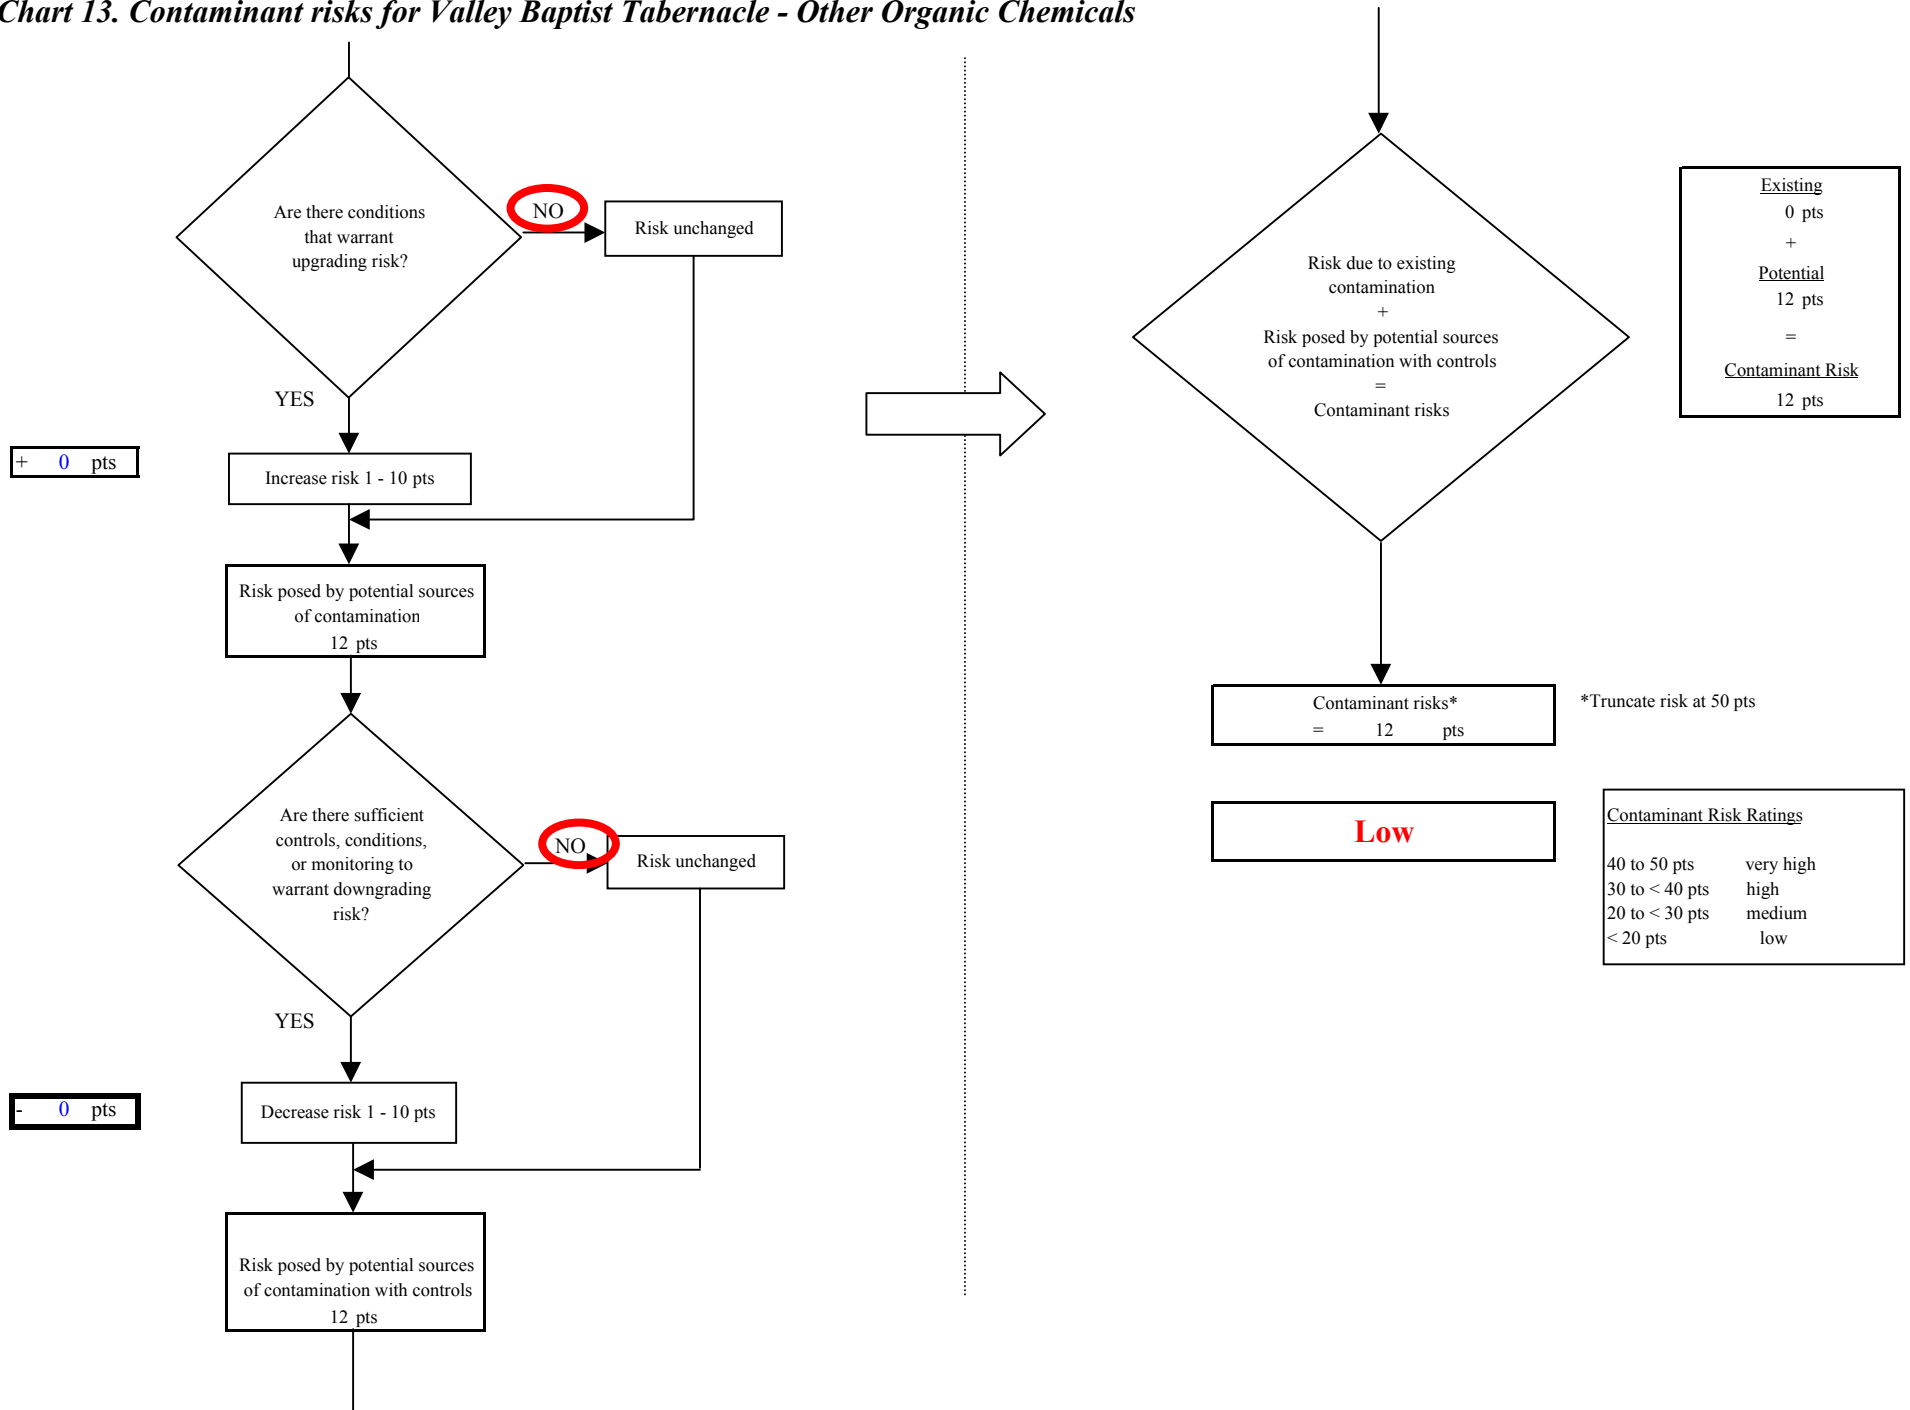 Chart 13. Contaminant risks for Valley Baptist Tabernacle - Other Organic Chemicals
Are there conditions
that warrant
upgrading risk?
NO
Risk unchanged
YES
+ 0 pts
Increase risk 1 - 10 pts
Risk posed by potential sources
of contamination
12 pts
Are there sufficient
controls, conditions,
or monitoring to
warrant downgrading
risk?
NO
Risk unchanged
YES
- 0 pts
Decrease risk 1 - 10 pts
Risk posed by potential sources
of contamination with controls
12 pts
Risk due to existing
contamination
+
Risk posed by potential sources
of contamination with controls
=
Contaminant risks
Existing
0 pts
+
Potential
12 pts
=
Contaminant Risk
12 pts
Contaminant risks*
= 12 pts
*Truncate risk at 50 pts
Low
Contaminant Risk Ratings
40 to 50 pts very high
30 to < 40 pts high
20 to < 30 pts medium
< 20 pts low